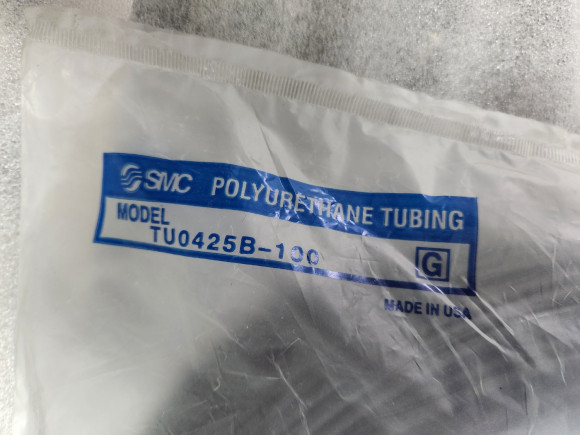 SMC POLYURETHANE TUBING
MODEL
TU0425B-100
G
MADE IN USA